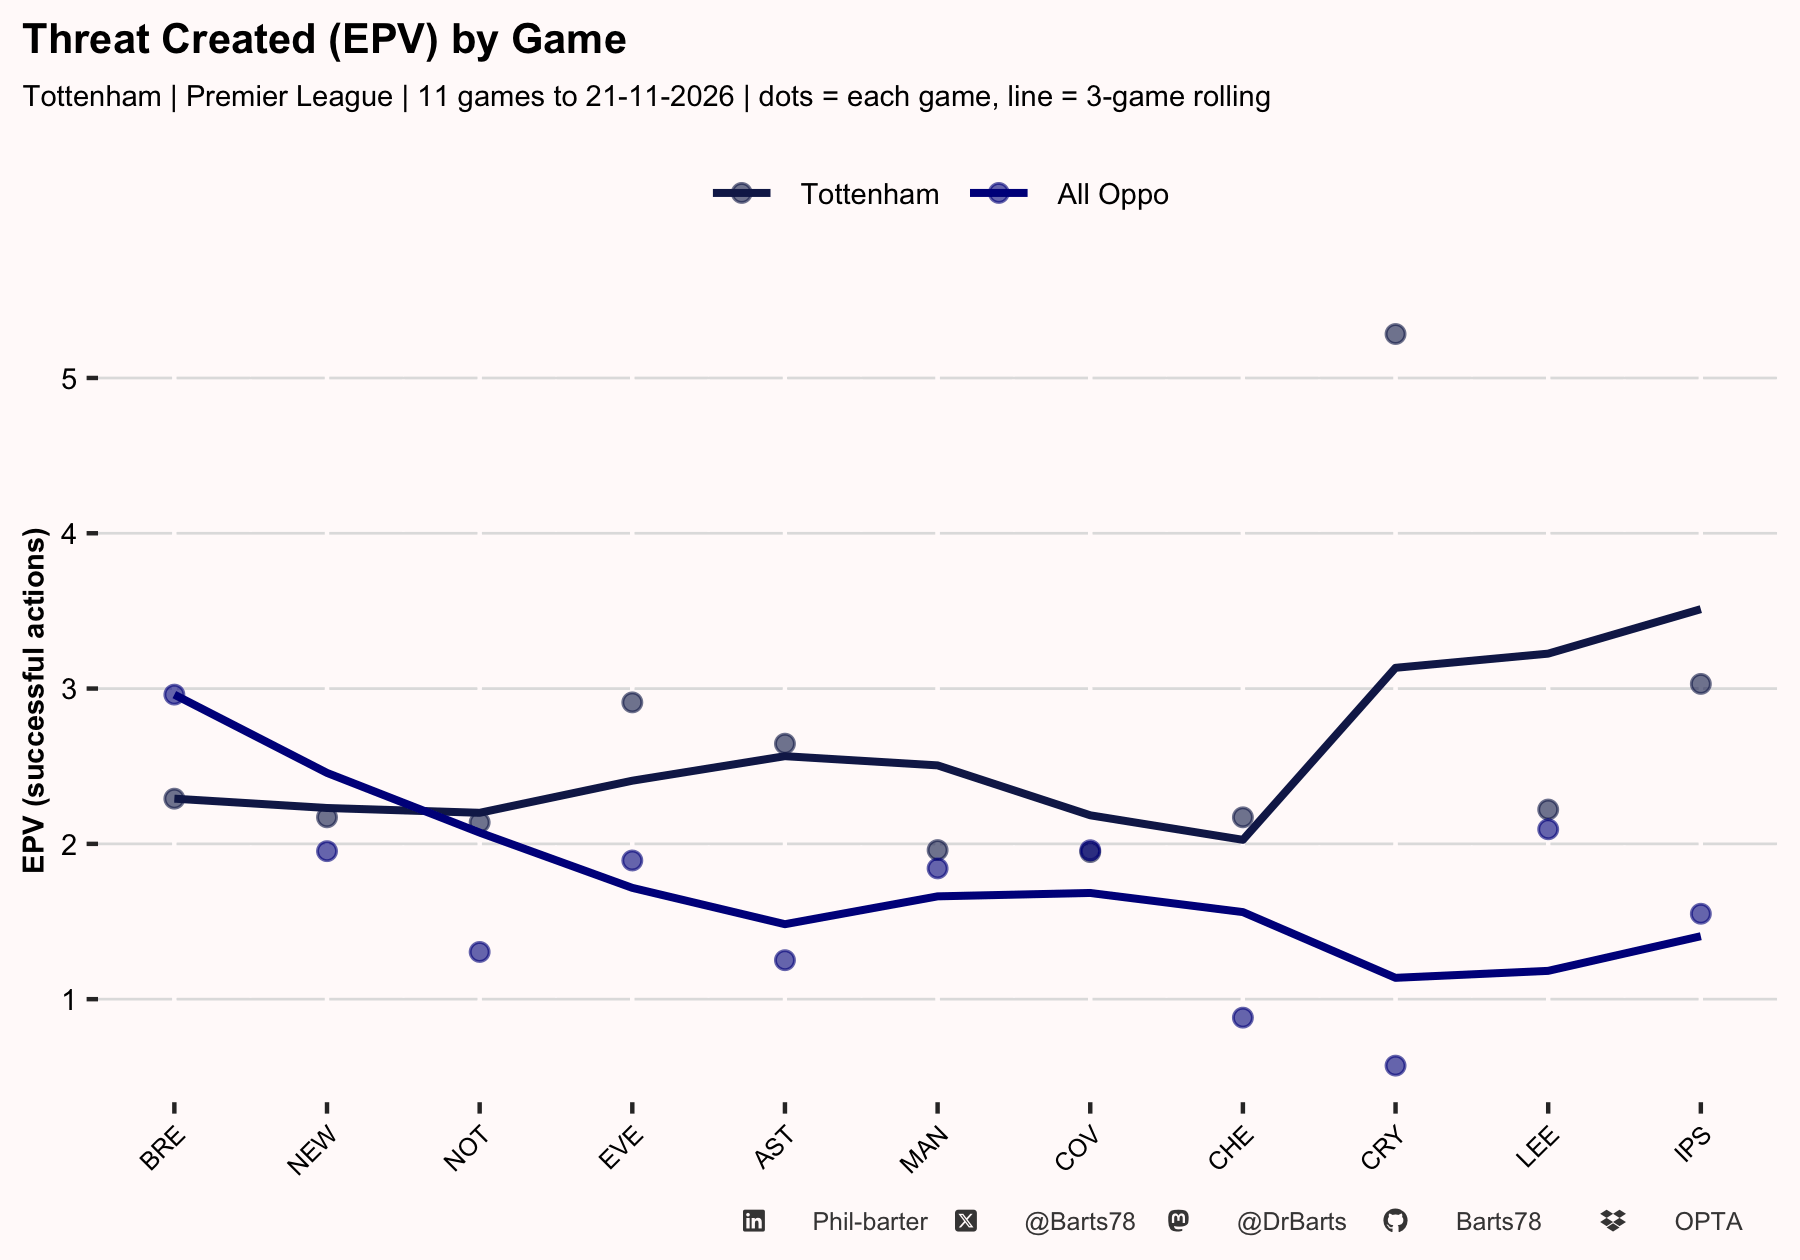 Threat Created (EPV) by Game
Tottenham | Premier League | 11 games to 21-11-2026 | dots = each game, line = 3-game rolling
Tottenham All Oppo
EPV (successful actions)
5
4
3
2
1
BRE NEW NOT EVE AST MAN COV CHE CRY LEE IPS
Phil-barter @Barts78 @DrBarts Barts78 OPTA